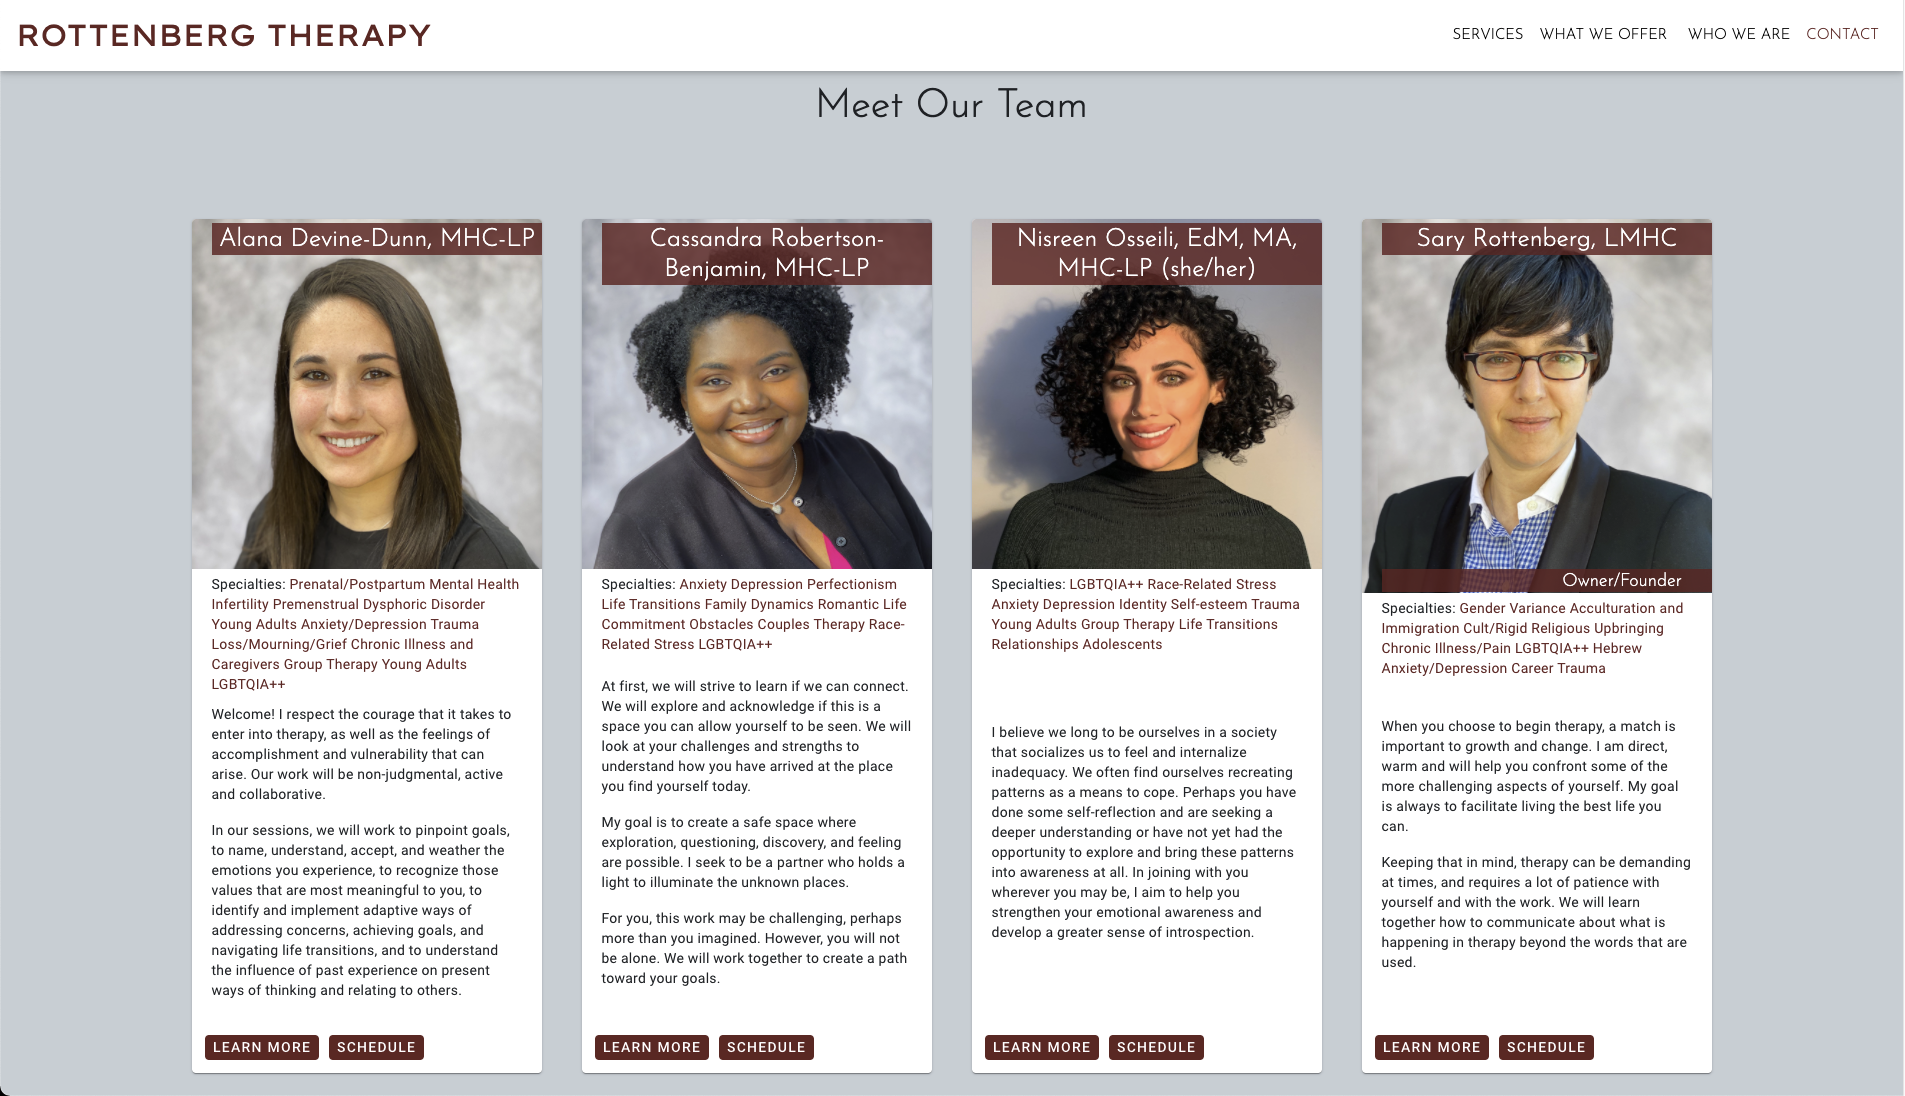 ROTTENBERG THERAPY
SERVICES WHAT WE OFFER WHO WE ARE CONTACT
Meet Our Team
Alana Devine-Dunn, MHC-LP
Specialties: Prenatal/Postpartum Mental Health
Infertility Premenstrual Dysphoric Disorder
Young Adults Anxiety/Depression Trauma
Loss/Mourning/Grief Chronic Illness and
Caregivers Group Therapy Young Adults
LGBTQIA++
Welcome! I respect the courage that it takes to
enter into therapy, as well as the feelings of
accomplishment and vulnerability that can
arise. Our work will be non-judgmental, active
and collaborative.
In our sessions, we will work to pinpoint goals,
to name, understand, accept, and weather the
emotions you experience, to recognize those
values that are most meaningful to you, to
identify and implement adaptive ways of
addressing concerns, achieving goals, and
navigating life transitions, and to understand
the influence of past experience on present
ways of thinking and relating to others.
LEARN MORE SCHEDULE
Cassandra Robertson-
Benjamin, MHC-LP
Specialties: Anxiety Depression Perfectionism
Life Transitions Family Dynamics Romantic Life
Commitment Obstacles Couples Therapy Race-
Related Stress LGBTQIA++
At first, we will strive to learn if we can connect.
We will explore and acknowledge if this is a
space you can allow yourself to be seen. We will
look at your challenges and strengths to
understand how you have arrived at the place
you find yourself today.
My goal is to create a safe space where
exploration, questioning, discovery, and feeling
are possible. I seek to be a partner who holds a
light to illuminate the unknown places.
For you, this work may be challenging, perhaps
more than you imagined. However, you will not
be alone. We will work together to create a path
toward your goals.
LEARN MORE SCHEDULE
Nisreen Osseili, EdM, MA,
MHC-LP (she/her)
Specialties: LGBTQIA++ Race-Related Stress
Anxiety Depression Identity Self-esteem Trauma
Young Adults Group Therapy Life Transitions
Relationships Adolescents
I believe we long to be ourselves in a society
that socializes us to feel and internalize
inadequacy. We often find ourselves recreating
patterns as a means to cope. Perhaps you have
done some self-reflection and are seeking a
deeper understanding or have not yet had the
opportunity to explore and bring these patterns
into awareness at all. In joining with you
wherever you may be, I aim to help you
strengthen your emotional awareness and
develop a greater sense of introspection.
LEARN MORE SCHEDULE
Sary Rottenberg, LMHC
Owner/Founder
Specialties: Gender Variance Acculturation and
Immigration Cult/Rigid Religious Upbringing
Chronic Illness/Pain LGBTQIA++ Hebrew
Anxiety/Depression Career Trauma
When you choose to begin therapy, a match is
important to growth and change. I am direct,
warm and will help you confront some of the
more challenging aspects of yourself. My goal
is always to facilitate living the best life you
can.
Keeping that in mind, therapy can be demanding
at times, and requires a lot of patience with
yourself and with the work. We will learn
together how to communicate about what is
happening in therapy beyond the words that are
used.
LEARN MORE SCHEDULE